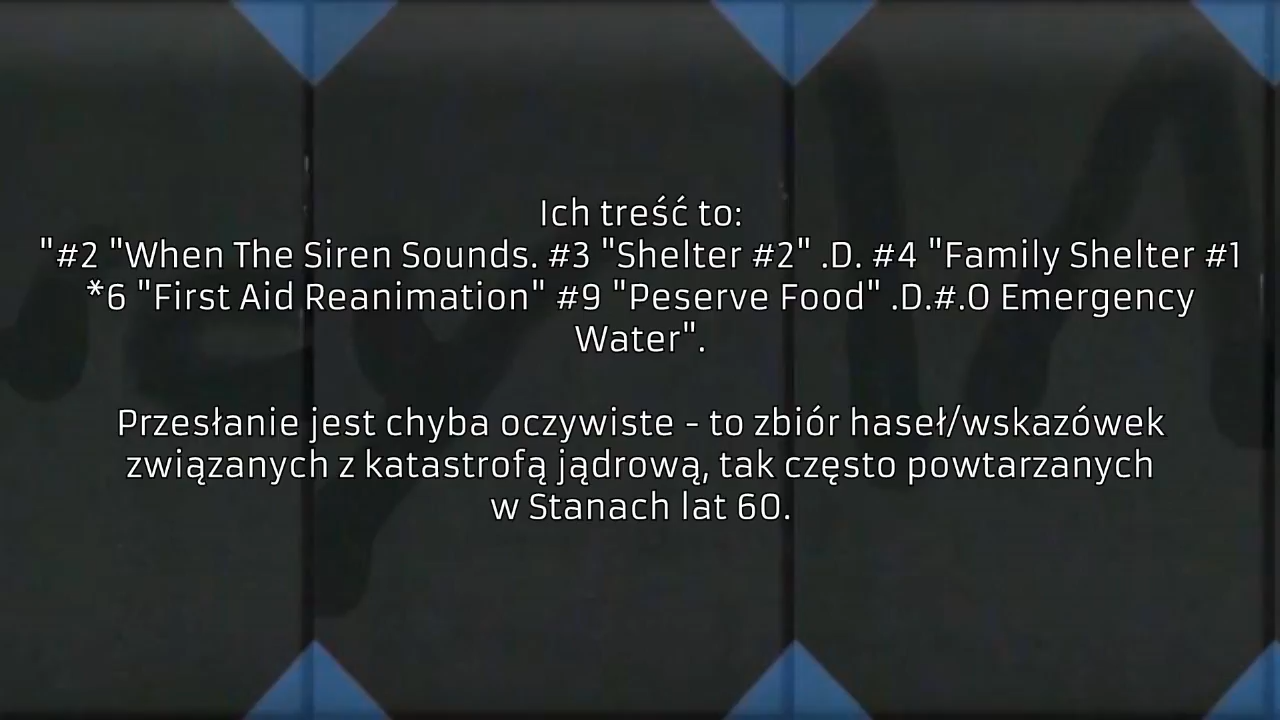 Ich treść to:
"#2 "When The Siren Sounds. #3 "Shelter #2" .D. #4 "Family Shelter #1
*6 "First Aid Reanimation" #9 "Peserve Food" .D.#.O Emergency
Water".
Przesłanie jest chyba oczywiste - to zbiór haseł/wskazówek
związanych z katastrofą jądrową, tak często powtarzanych
w Stanach lat 60.